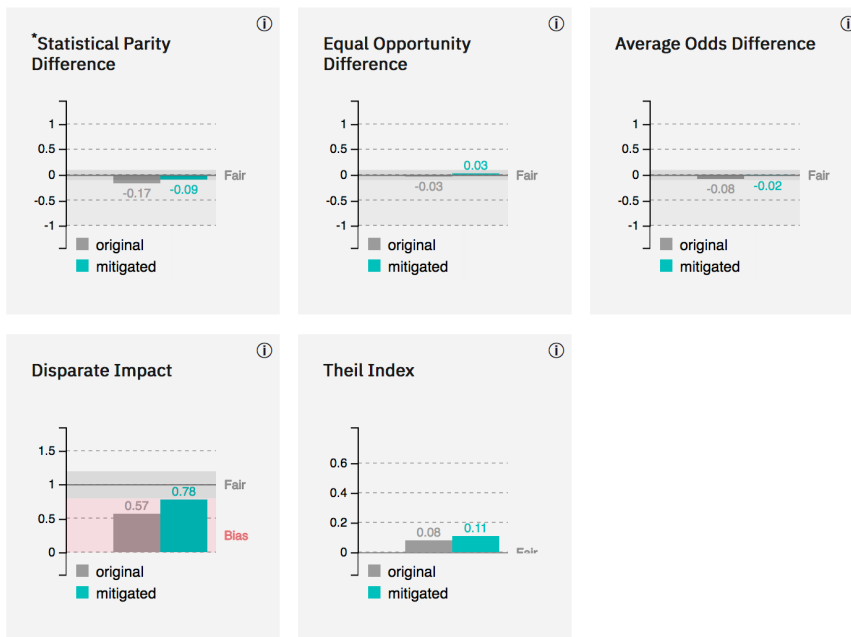 *Statistical Parity
Difference
1
0.5
0
-0.5
-1
-0.17
-0.09
Fair
original
mitigated
Equal Opportunity
Difference
1
0.5
0
-0.5
-1
-0.03
0.03
Fair
original
mitigated
Average Odds Difference
1
0.5
0
-0.5
-1
-0.08
-0.02
Fair
original
mitigated
Disparate Impact
1.5
1
0.5
0
0.57
0.78
Fair
Bias
original
mitigated
Theil Index
0.6
0.4
0.2
0
0.08
0.11
Fair
original
mitigated